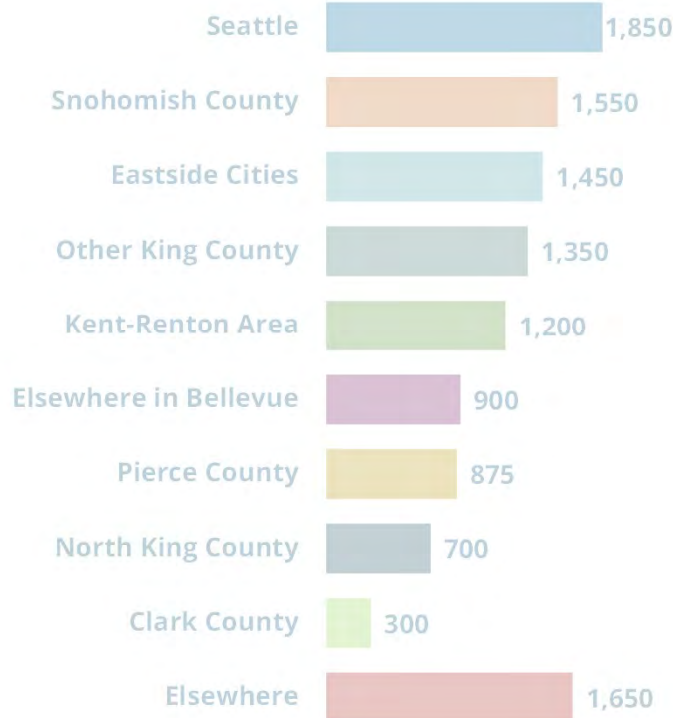 Seattle 1,850
Snohomish County 1,550
Eastside Cities 1,450
Other King County 1,350
Kent-Renton Area 1,200
Elsewhere in Bellevue 900
Pierce County 875
North King County 700
Clark County 300
Elsewhere 1,650